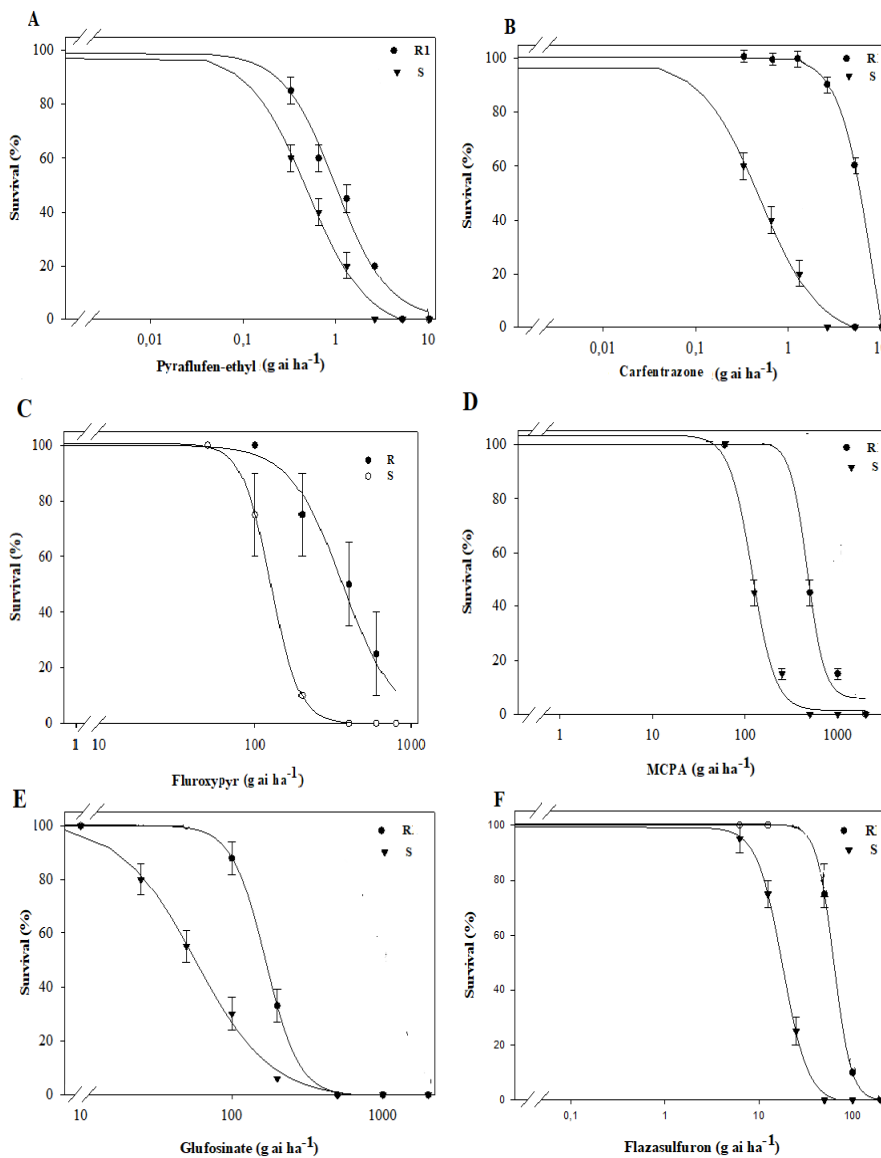 A
100
80
60
40
20
0
Survival (%)
R1
S
0,01
0,1
1
10
Pyraflufen-ethyl (g ai ha-1)
B
100
80
60
40
20
0
Survival (%)
R
S
0,01
0,1
1
10
Carfentrazone (g ai ha-1)
C
100
80
60
40
20
0
Survival (%)
R
S
1
10
100
1000
Fluroxypyr (g ai ha-1)
D
100
80
60
40
20
0
Survival (%)
R
S
1
10
100
1000
MCPA (g ai ha-1)
E
100
80
60
40
20
0
Survival (%)
R
S
10
100
1000
Glufosinate (g ai ha-1)
F
100
80
60
40
20
0
Survival (%)
R
S
0,1
1
10
100
Flazasulfuron (g ai ha-1)